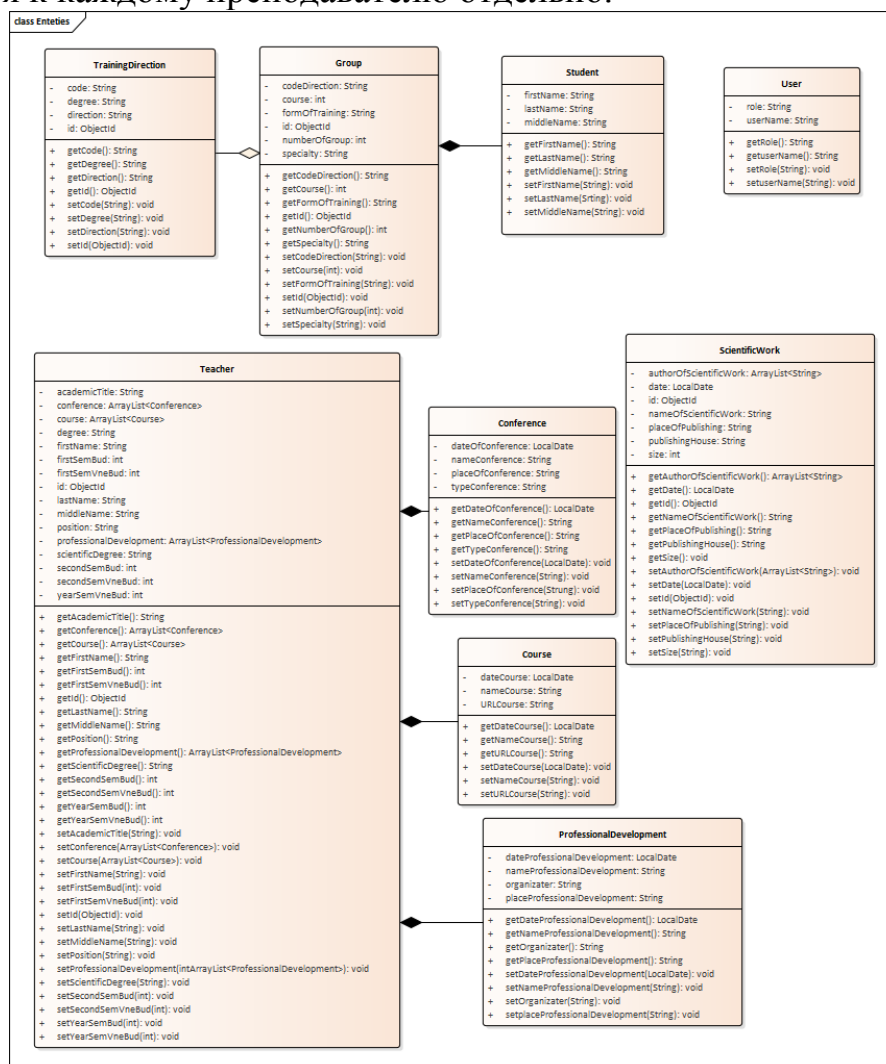 я к каждому преподавателю отдельно.
class Enteties
TrainingDirection
- code: String
- degree: String
- direction: String
- id: ObjectId
+ getCode(): String
+ getDegree(): String
+ getDirection(): String
+ getId(): ObjectId
+ setCode(String): void
+ setDegree(String): void
+ setDirection(String): void
+ setId(ObjectId): void
Group
- codeDirection: String
- course: int
- formOfTraining: String
- id: ObjectId
- numberOfGroup: int
- specialty: String
+ getCodeDirection(): String
+ getCourse(): int
+ getFormOfTraining(): String
+ getId(): ObjectId
+ getNumberOfGroup(): int
+ getSpecialty(): String
+ setCodeDirection(String): void
+ setCourse(int): void
+ setFormOfTraining(String): void
+ setId(ObjectId): void
+ setNumberOfGroup(int): void
+ setSpecialty(String): void
Student
- firstName: String
- lastName: String
- middleName: String
+ getFirstName(): String
+ getLastName(): String
+ getMiddleName(): String
+ setFirstName(String): void
+ setLastName(Srting): void
+ setMiddleName(String): void
User
- role: String
- userName: String
+ getRole(): String
+ getuserName(): String
+ setRole(String): void
+ setuserName(String): void
Teacher
- academicTitle: String
- conference: ArrayList<Conference>
- course: ArrayList<Course>
- degree: String
- firstName: String
- firstSemBud: int
- firstSemVneBud: int
- id: ObjectId
- lastName: String
- middleName: String
- position: String
- professionalDevelopment: ArrayList<ProfessionalDevelopment>
- scientificDegree: String
- secondSemBud: int
- secondSemVneBud: int
- yearSemVneBud: int
+ getAcademicTitle(): String
+ getConference(): ArrayList<Conference>
+ getCourse(): ArrayList<Course>
+ getFirstName(): String
+ getFirstSemBud(): int
+ getFirstSemVneBud(): int
+ getId(): ObjectId
+ getLastName(): String
+ getMiddleName(): String
+ getPosition(): String
+ getProfessionalDevelopment(): ArrayList<ProfessionalDevelopment>
+ getScientificDegree(): String
+ getSecondSemBud(): int
+ getSecondSemVneBud(): int
+ getYearSemBud(): int
+ getYearSemVneBud(): int
+ setAcademicTitle(String): void
+ setConference(ArrayList<Conference>): void
+ setCourse(ArrayList<Course>): void
+ setFirstName(String): void
+ setFirstSemBud(int): void
+ setFirstSemVneBud(int): void
+ setId(ObjectId): void
+ setLastName(String): void
+ setMiddleName(String): void
+ setPosition(String): void
+ setProfessionalDevelopment(intArrayList<ProfessionalDevelopment>): void
+ setScientificDegree(String): void
+ setSecondSemBud(int): void
+ setSecondSemVneBud(int): void
+ setYearSemBud(int): void
+ setYearSemVneBud(int): void
Conference
- dateOfConference: LocalDate
- nameConference: String
- placeOfConference: String
- typeConference: String
+ getDateOfConference(): LocalDate
+ getNameConference(): String
+ getPlaceOfConference(): String
+ getTypeConference(): String
+ setDateOfConference(LocalDate): void
+ setNameConference(String): void
+ setPlaceOfConference(Strung): void
+ setTypeConference(String): void
ScientificWork
- authorOfScientificWork: ArrayList<String>
- date: LocalDate
- id: ObjectId
- nameOfScientificWork: String
- placeOfPublishing: String
- publishingHouse: String
- size: int
+ getAuthorOfScientificWork(): ArrayList<String>
+ getDate(): LocalDate
+ getId(): ObjectId
+ getNameOfScientificWork(): String
+ getPlaceOfPublishing(): String
+ getPublishingHouse(): String
+ getSize(): void
+ setAuthorOfScientificWork(ArrayList<String>): void
+ setDate(LocalDate): void
+ setId(ObjectId): void
+ setNameOfScientificWork(String): void
+ setPlaceOfPublishing(String): void
+ setPublishingHouse(String): void
+ setSize(String): void
Course
- dateCourse: LocalDate
- nameCourse: String
- URLCourse: String
+ getDateCourse(): LocalDate
+ getNameCourse(): String
+ getURLCourse(): String
+ setDateCourse(LocalDate): void
+ setNameCourse(String): void
+ setURLCourse(String): void
ProfessionalDevelopment
- dateProfessionalDevelopment: LocalDate
- nameProfessionalDevelopment: String
- organizater: String
- placeProfessionalDevelopment: String
+ getDateProfessionalDevelopment(): LocalDate
+ getNameProfessionalDevelopment(): String
+ getOrganizater(): String
+ getPlaceProfessionalDevelopment(): String
+ setDateProfessionalDevelopment(LocalDate): void
+ setNameProfessionalDevelopment(String): void
+ setOrganizater(String): void
+ setplaceProfessionalDevelopment(String): void